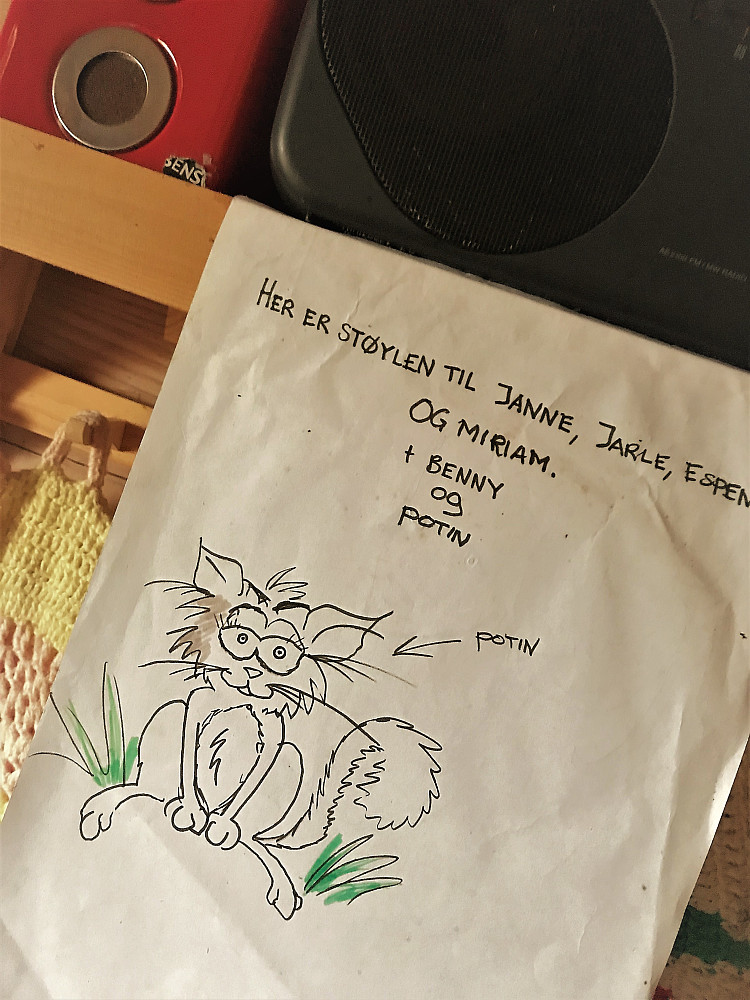 SENS
HER ER STØYLEN TIL JANNE, JARLE, ESPEN
OG MIRIAM.
+ BENNY
og
POTIN
POTIN